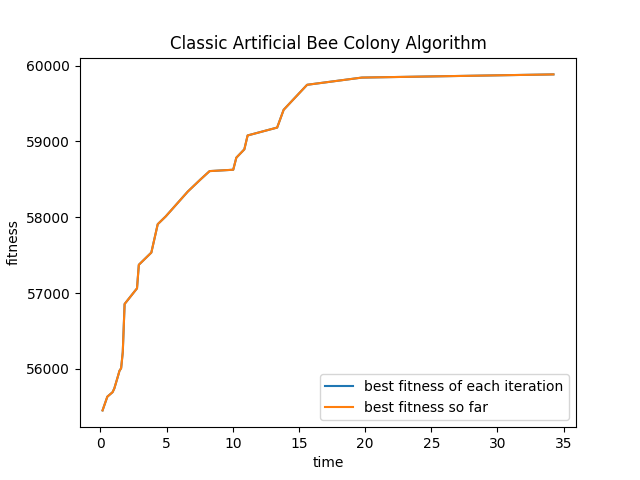 Classic Artificial Bee Colony Algorithm
60000
59000
58000
57000
56000
fitness
best fitness of each iteration
best fitness so far
0 5 10 15 20 25 30 35
time